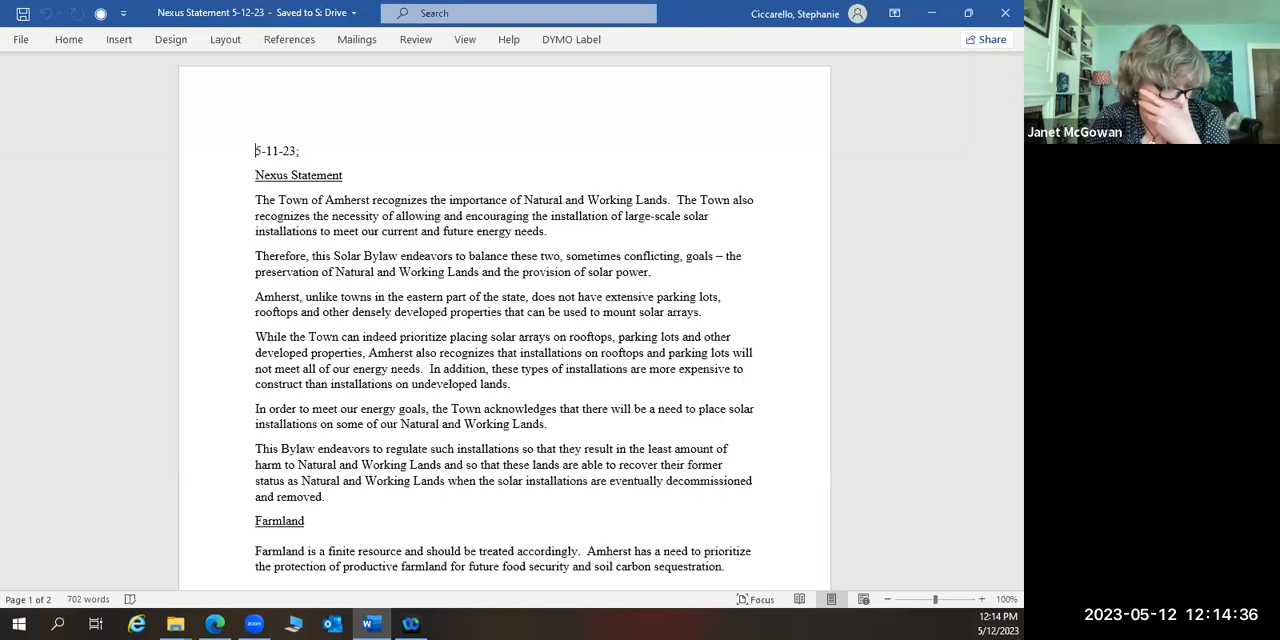 Nexus Statement 5-12-23 - Saved to S: Drive
Search
Ciccarello, Stephanie
File Home Insert Design Layout References Mailings Review View Help DYMO Label
Share
5-11-23;
Nexus Statement
The Town of Amherst recognizes the importance of Natural and Working Lands. The Town also
recognizes the necessity of allowing and encouraging the installation of large-scale solar
installations to meet our current and future energy needs.
Therefore, this Solar Bylaw endeavors to balance these two, sometimes conflicting, goals – the
preservation of Natural and Working Lands and the provision of solar power.
Amherst, unlike towns in the eastern part of the state, does not have extensive parking lots,
rooftops and other densely developed properties that can be used to mount solar arrays.
While the Town can indeed prioritize placing solar arrays on rooftops, parking lots and other
developed properties, Amherst also recognizes that installations on rooftops and parking lots will
not meet all of our energy needs. In addition, these types of installations are more expensive to
construct than installations on undeveloped lands.
In order to meet our energy goals, the Town acknowledges that there will be a need to place solar
installations on some of our Natural and Working Lands.
This Bylaw endeavors to regulate such installations so that they result in the least amount of
harm to Natural and Working Lands and so that these lands are able to recover their former
status as Natural and Working Lands when the solar installations are eventually decommissioned
and removed.
Farmland
Farmland is a finite resource and should be treated accordingly. Amherst has a need to prioritize
the protection of productive farmland for future food security and soil carbon sequestration.
Page 1 of 2 702 words
Focus
100%
zoom
12:14 PM
5/12/2023
Janet McGowan
2023-05-12 12:14:36